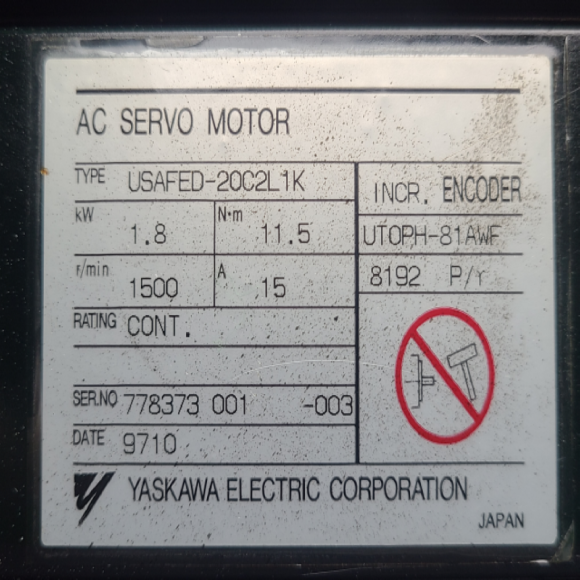 AC SERVO MOTOR
TYPE USAFED-20C2L1K
INCR. ENCODER
kW 1.8 N·m 11.5
UTOPH-81AWF
r/min 1500 A 15
8192 P/r
RATING CONT.
SER.NO 778373 001 -003
DATE 9710
YASKAWA ELECTRIC CORPORATION
JAPAN